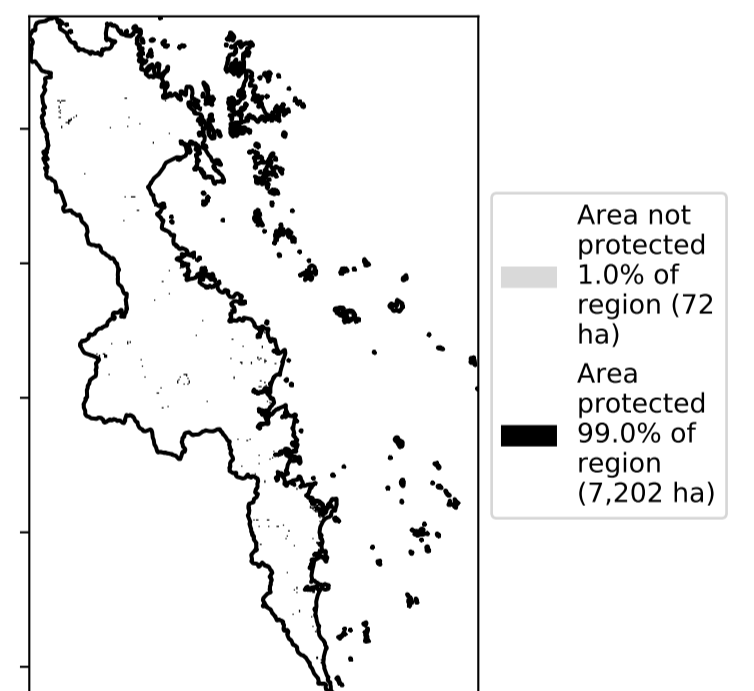 Area not
protected
1.0% of
region (72
ha)
Area
protected
99.0% of
region
(7,202 ha)